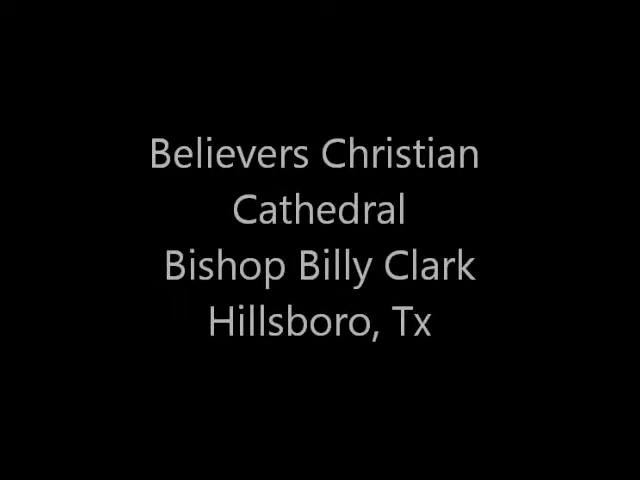 Believers Christian
Cathedral
Bishop Billy Clark
Hillsboro, Tx